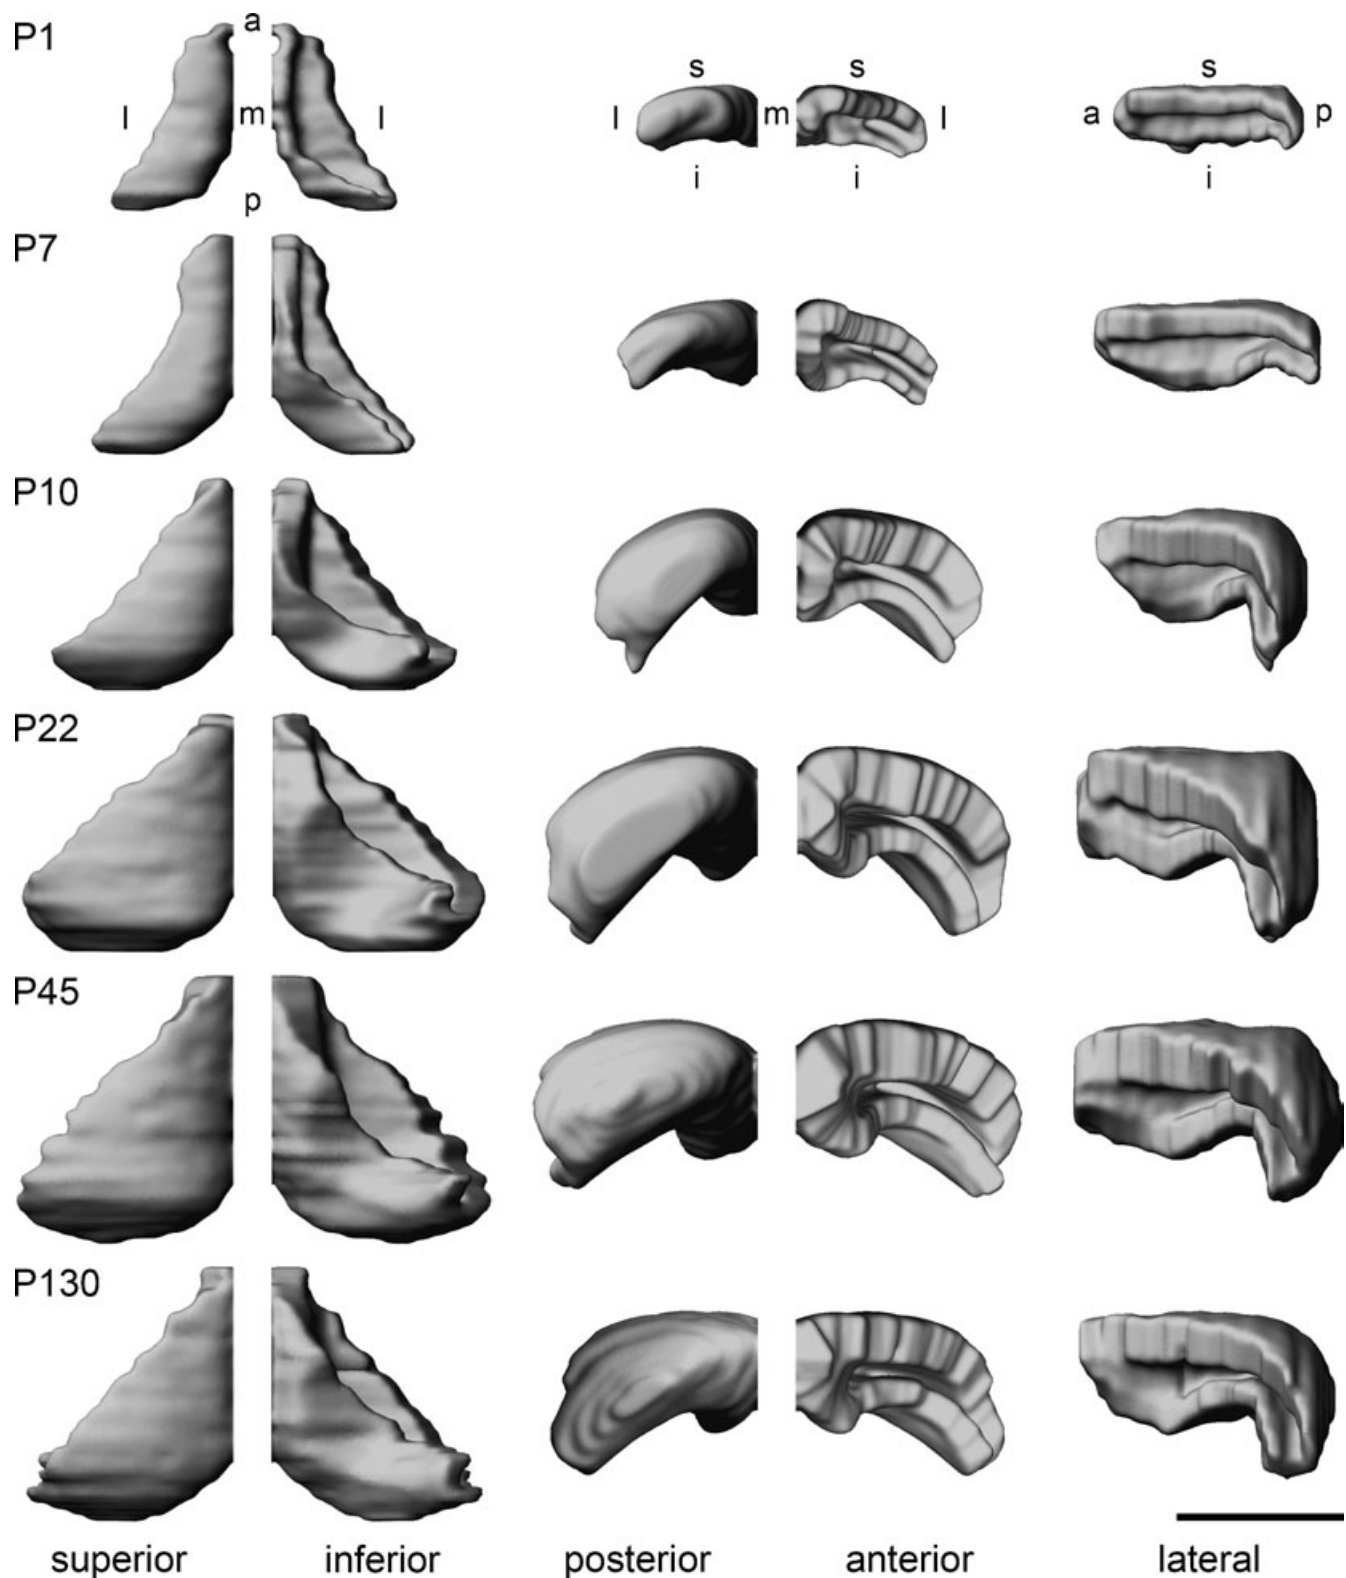 P1
a
l m l
p
s s s
l m l a p
i i i
P7
P10
P22
P45
P130
superior inferior posterior anterior lateral